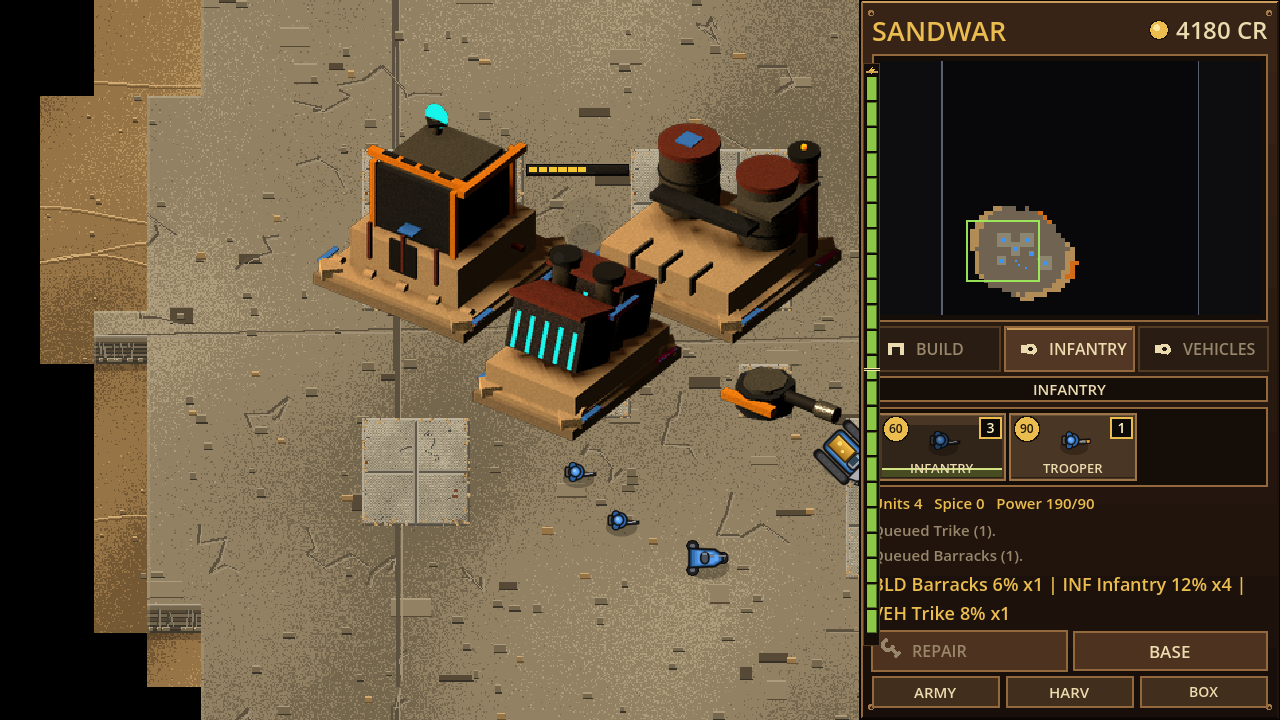 SANDWAR 4180 CR
BUILD INFANTRY VEHICLES
INFANTRY
60 3 90 1
INFANTRY TROOPER
Units 4 Spice 0 Power 190/90
Queued Trike (1).
Queued Barracks (1).
BLD Barracks 6% x1 | INF Infantry 12% x4 |
VEH Trike 8% x1
REPAIR BASE
ARMY HARV BOX